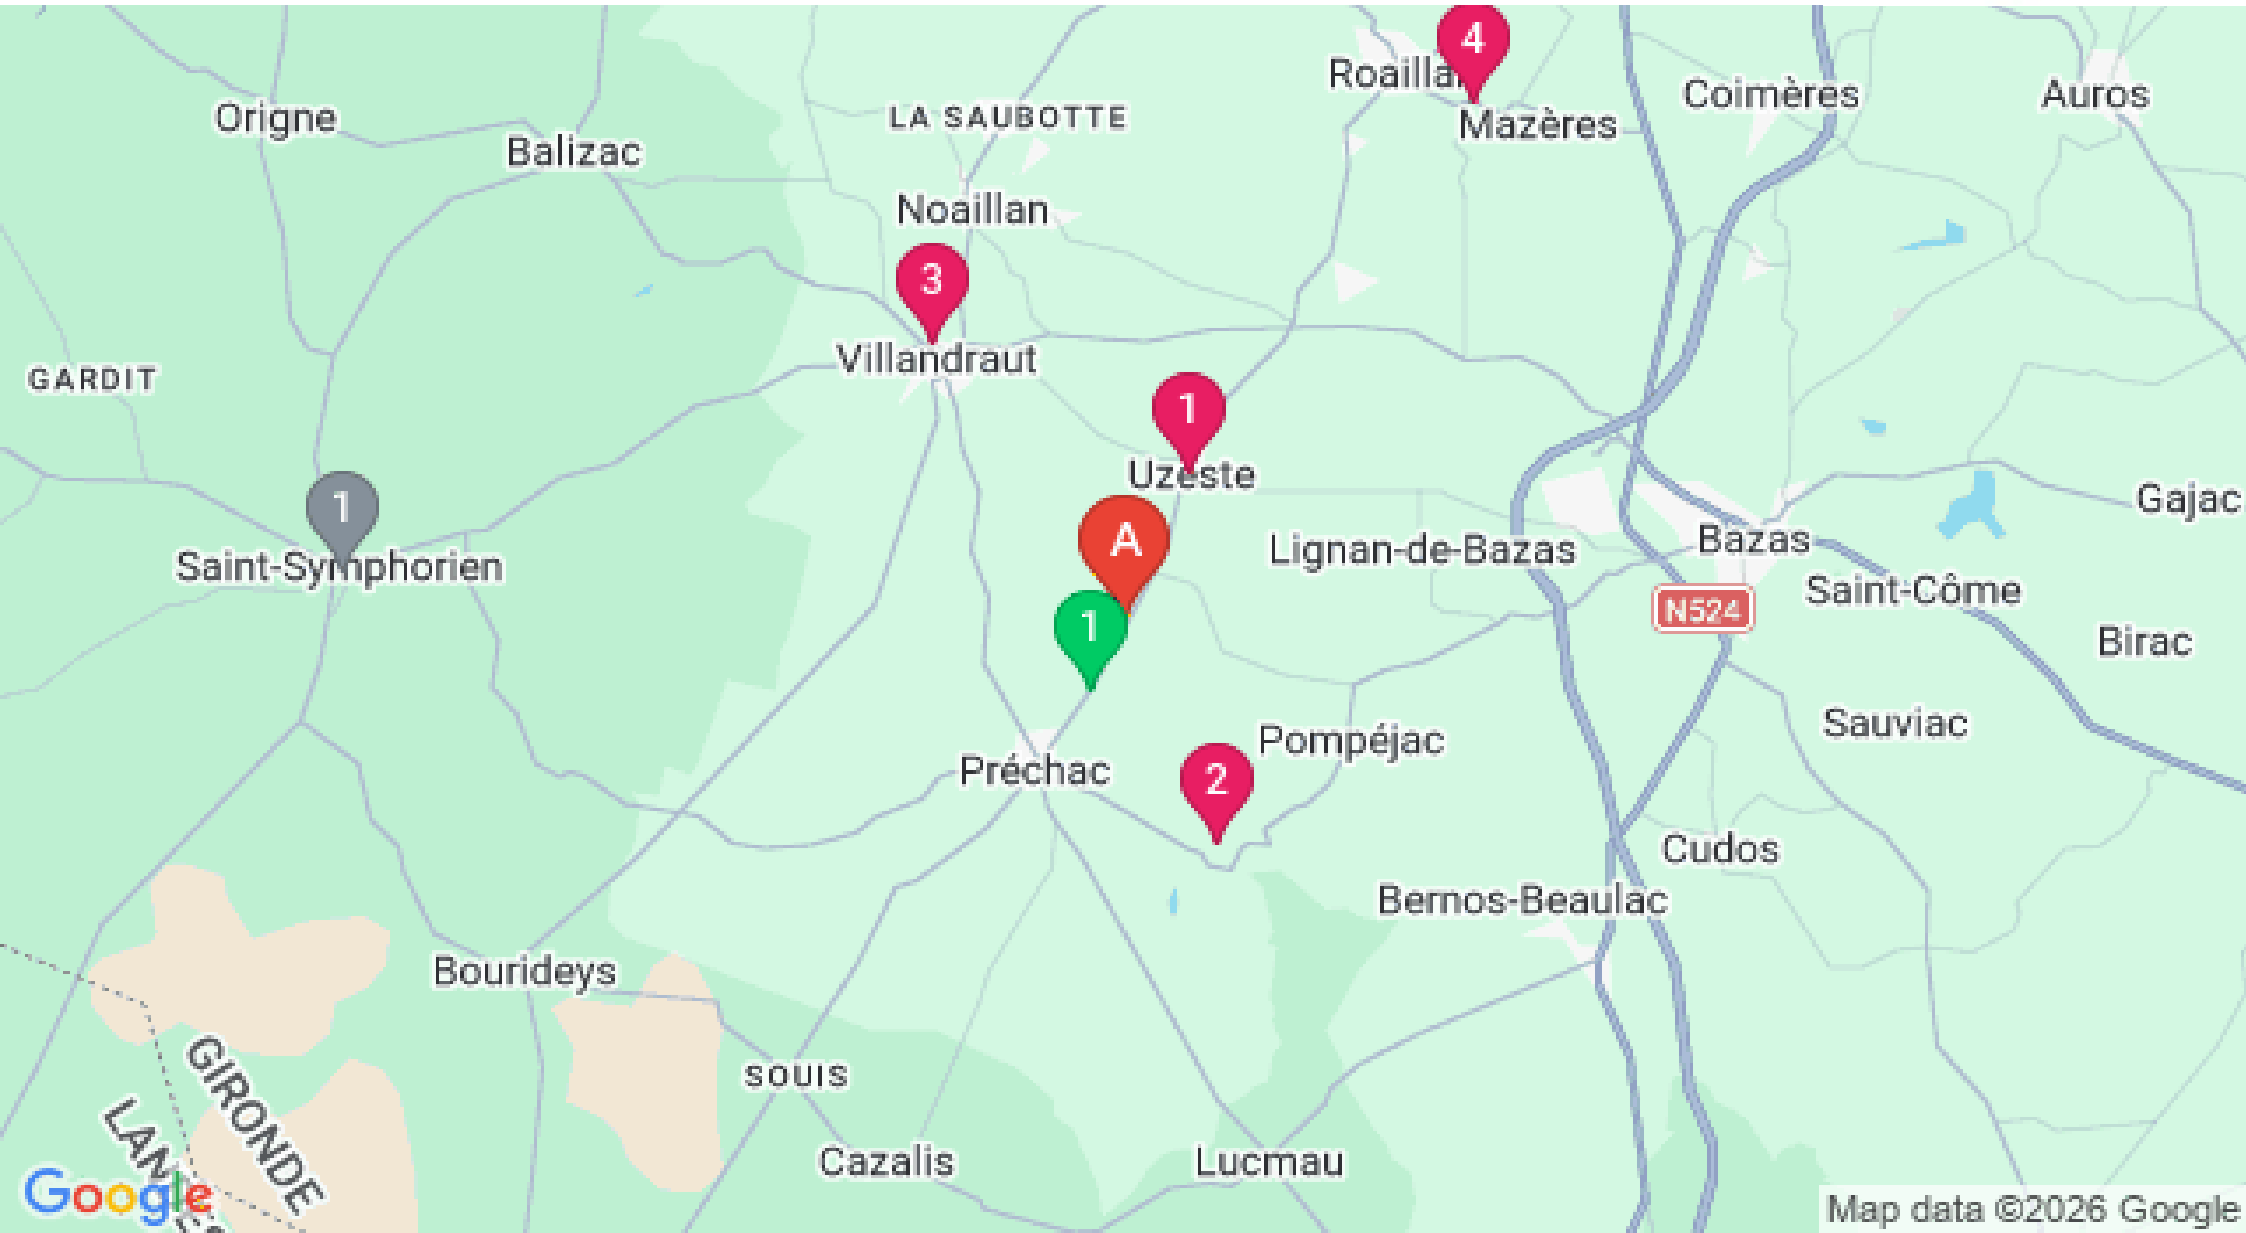 4
Roaillan
Coimères
Auros
Origne
LA SAUBOTTE
Mazères
Balizac
Noaillan
3
Villandraut
GARDIT
1
Uzeste
1
Saint-Symphorien
A
Lignan-de-Bazas
Bazas
Gajac
Saint-Côme
N524
1
Birac
Sauviac
Pompéjac
Préchac
2
Cudos
Bernos-Beaulac
Bourideys
SOUIS
GIRONDE
Cazalis
Lucmau
Google
Map data ©2026 Google